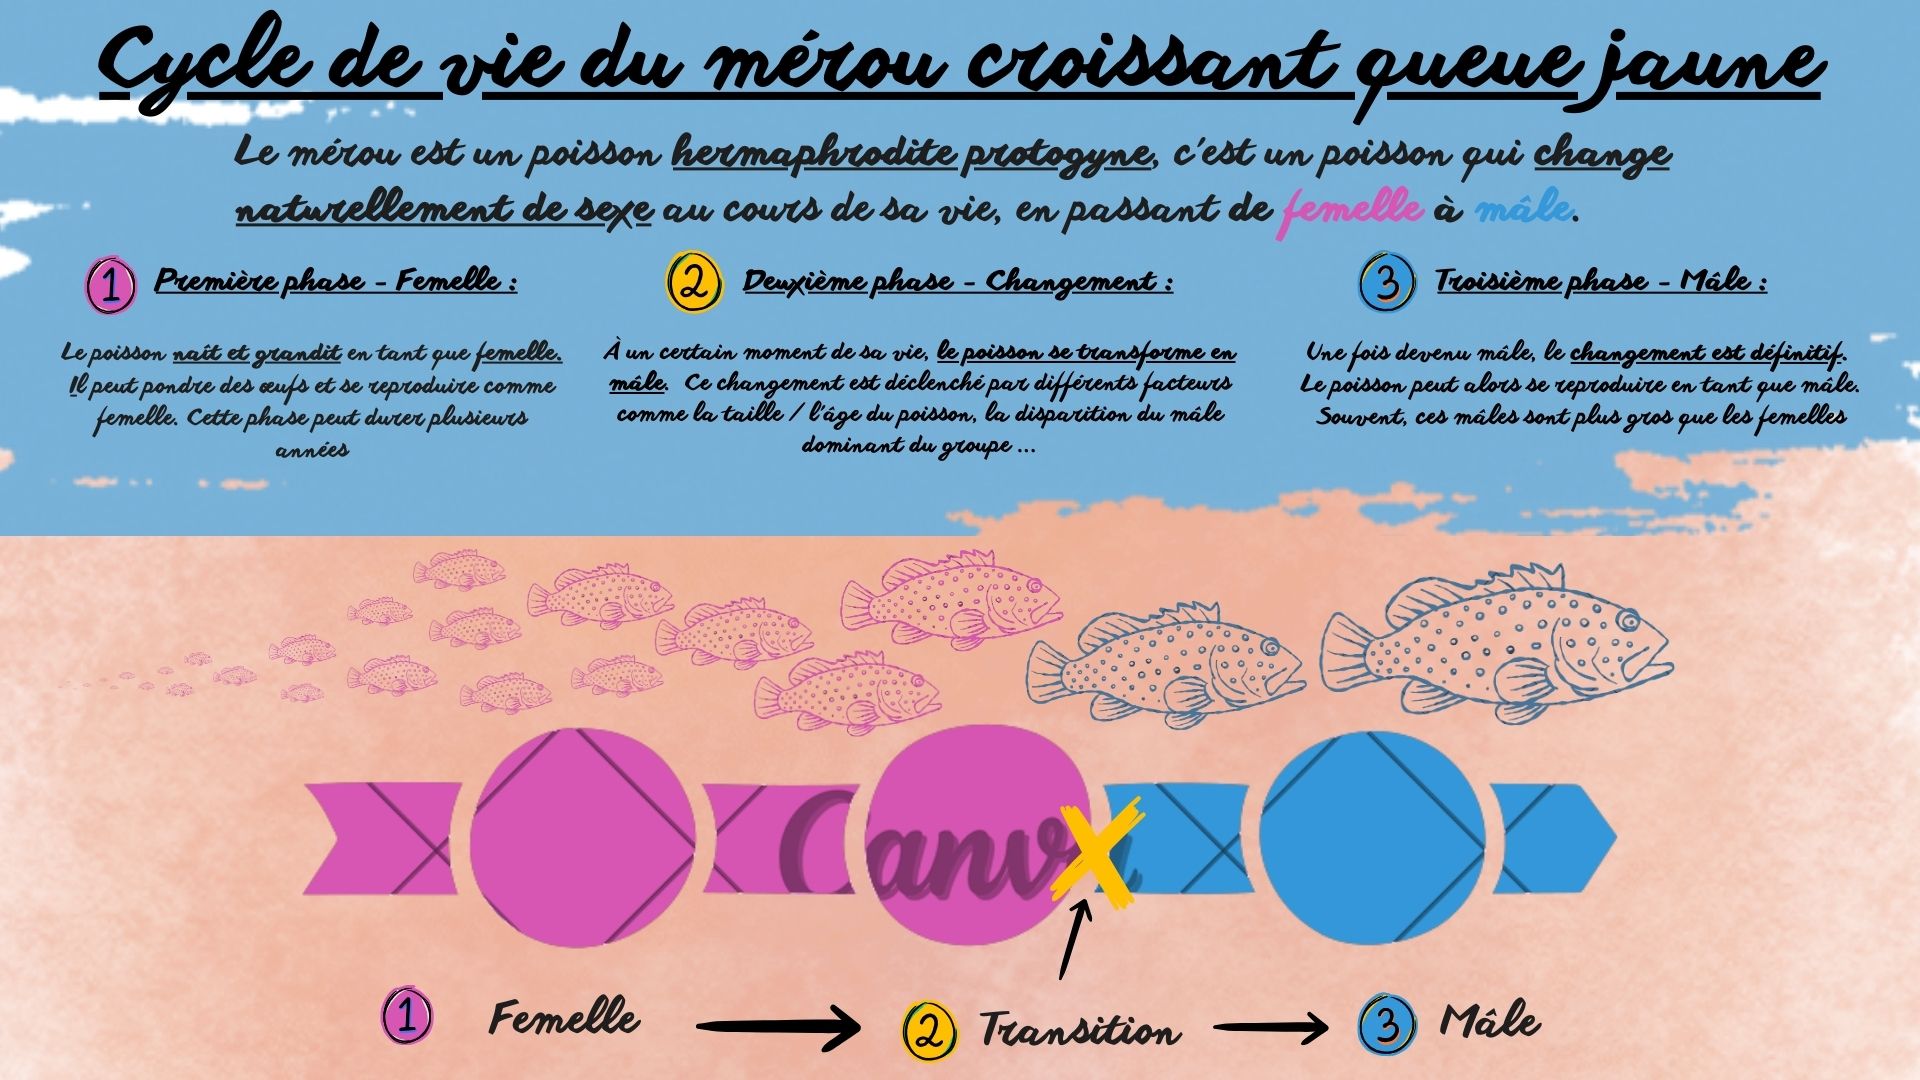 Cycle de vie du mérou croissant queue jaune
Le mérou est un poisson hermaphrodite protogyne, c'est un poisson qui change
naturellement de sexe au cours de sa vie, en passant de femelle à mâle.
1 Première phase - Femelle :
Le poisson naît et grandit en tant que femelle.
Il peut pondre des œufs et se reproduire comme
femelle. Cette phase peut durer plusieurs
années
2 Deuxième phase - Changement :
À un certain moment de sa vie, le poisson se transforme en
mâle. Ce changement est déclenché par différents facteurs
comme la taille / l'âge du poisson, la disparition du mâle
dominant du groupe ...
3 Troisième phase - Mâle :
Une fois devenu mâle, le changement est définitif.
Le poisson peut alors se reproduire en tant que mâle.
Souvent, ces mâles sont plus gros que les femelles
Canva
1 Femelle
2 Transition
3 Mâle